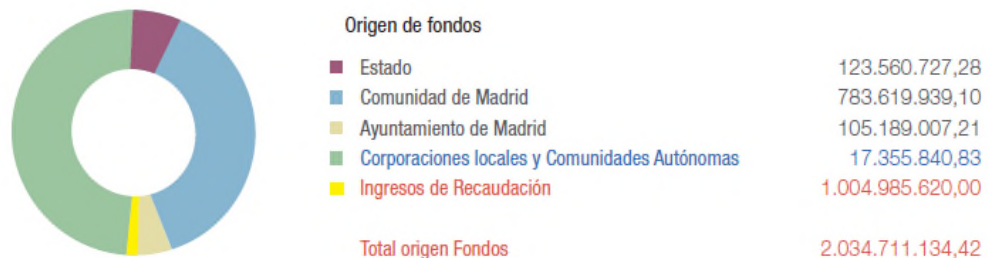 Origen de fondos
Estado 123.560.727,28
Comunidad de Madrid 783.619.939,10
Ayuntamiento de Madrid 105.189.007,21
Corporaciones locales y Comunidades Autónomas 17.355.840,83
Ingresos de Recaudación 1.004.985.620,00
Total origen Fondos 2.034.711.134,42